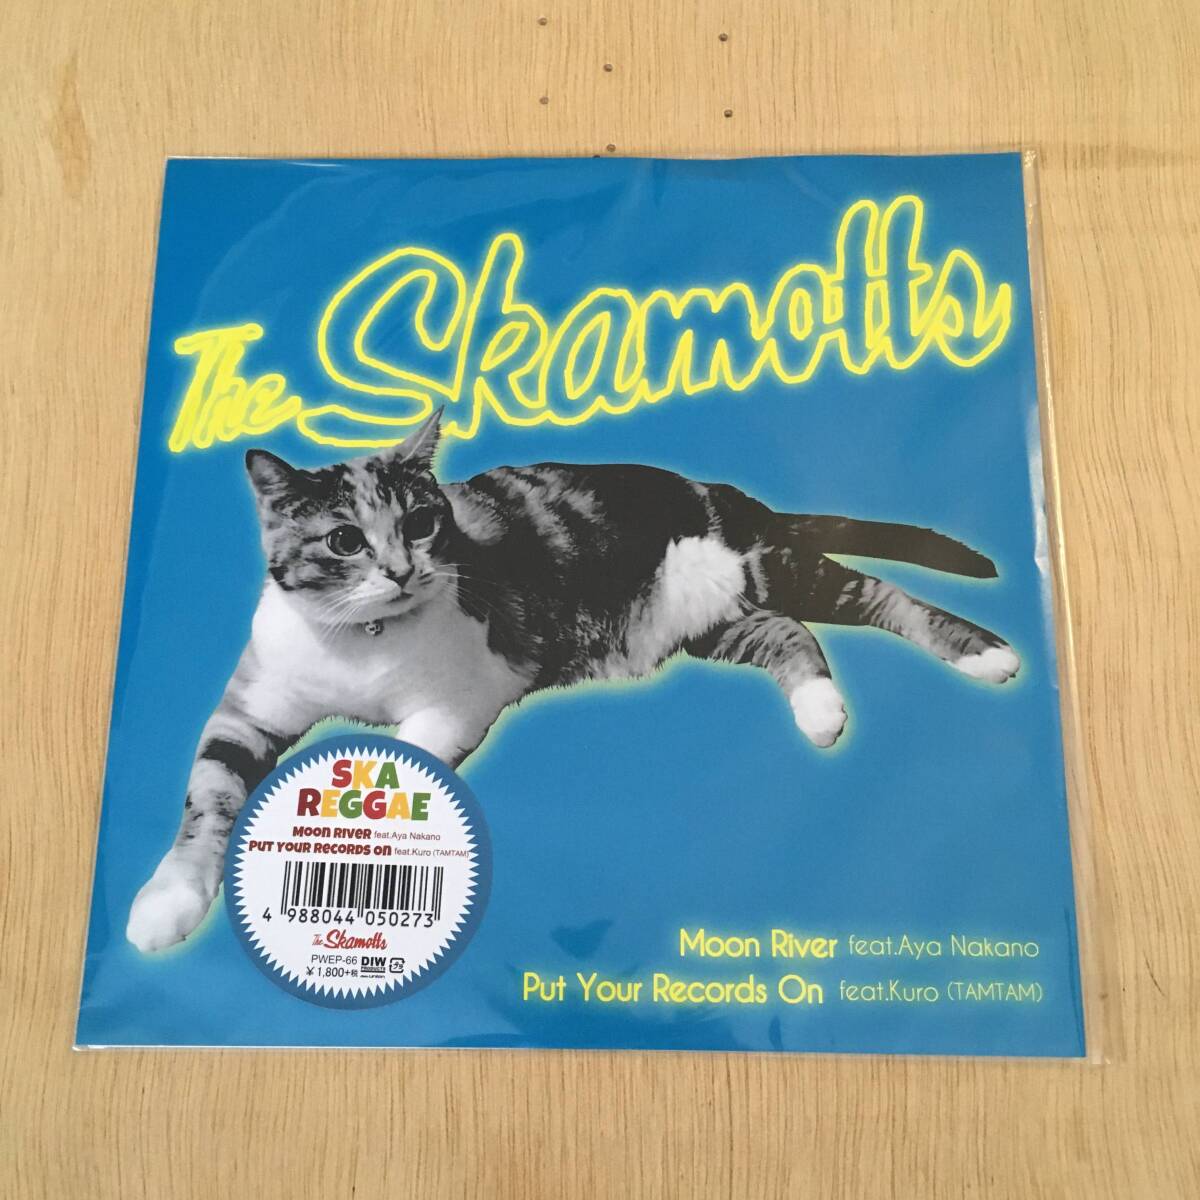 The Skamotts
SKA
REGGAE
Moon River feat.Aya Nakano
Put Your Records On feat.Kuro (TAMTAM)
4 988044 050273
The Skamotts
PWEP-66 DIW
PRODUCTS
¥1,800+税
Moon River feat.Aya Nakano
Put Your Records On feat.Kuro (TAMTAM)